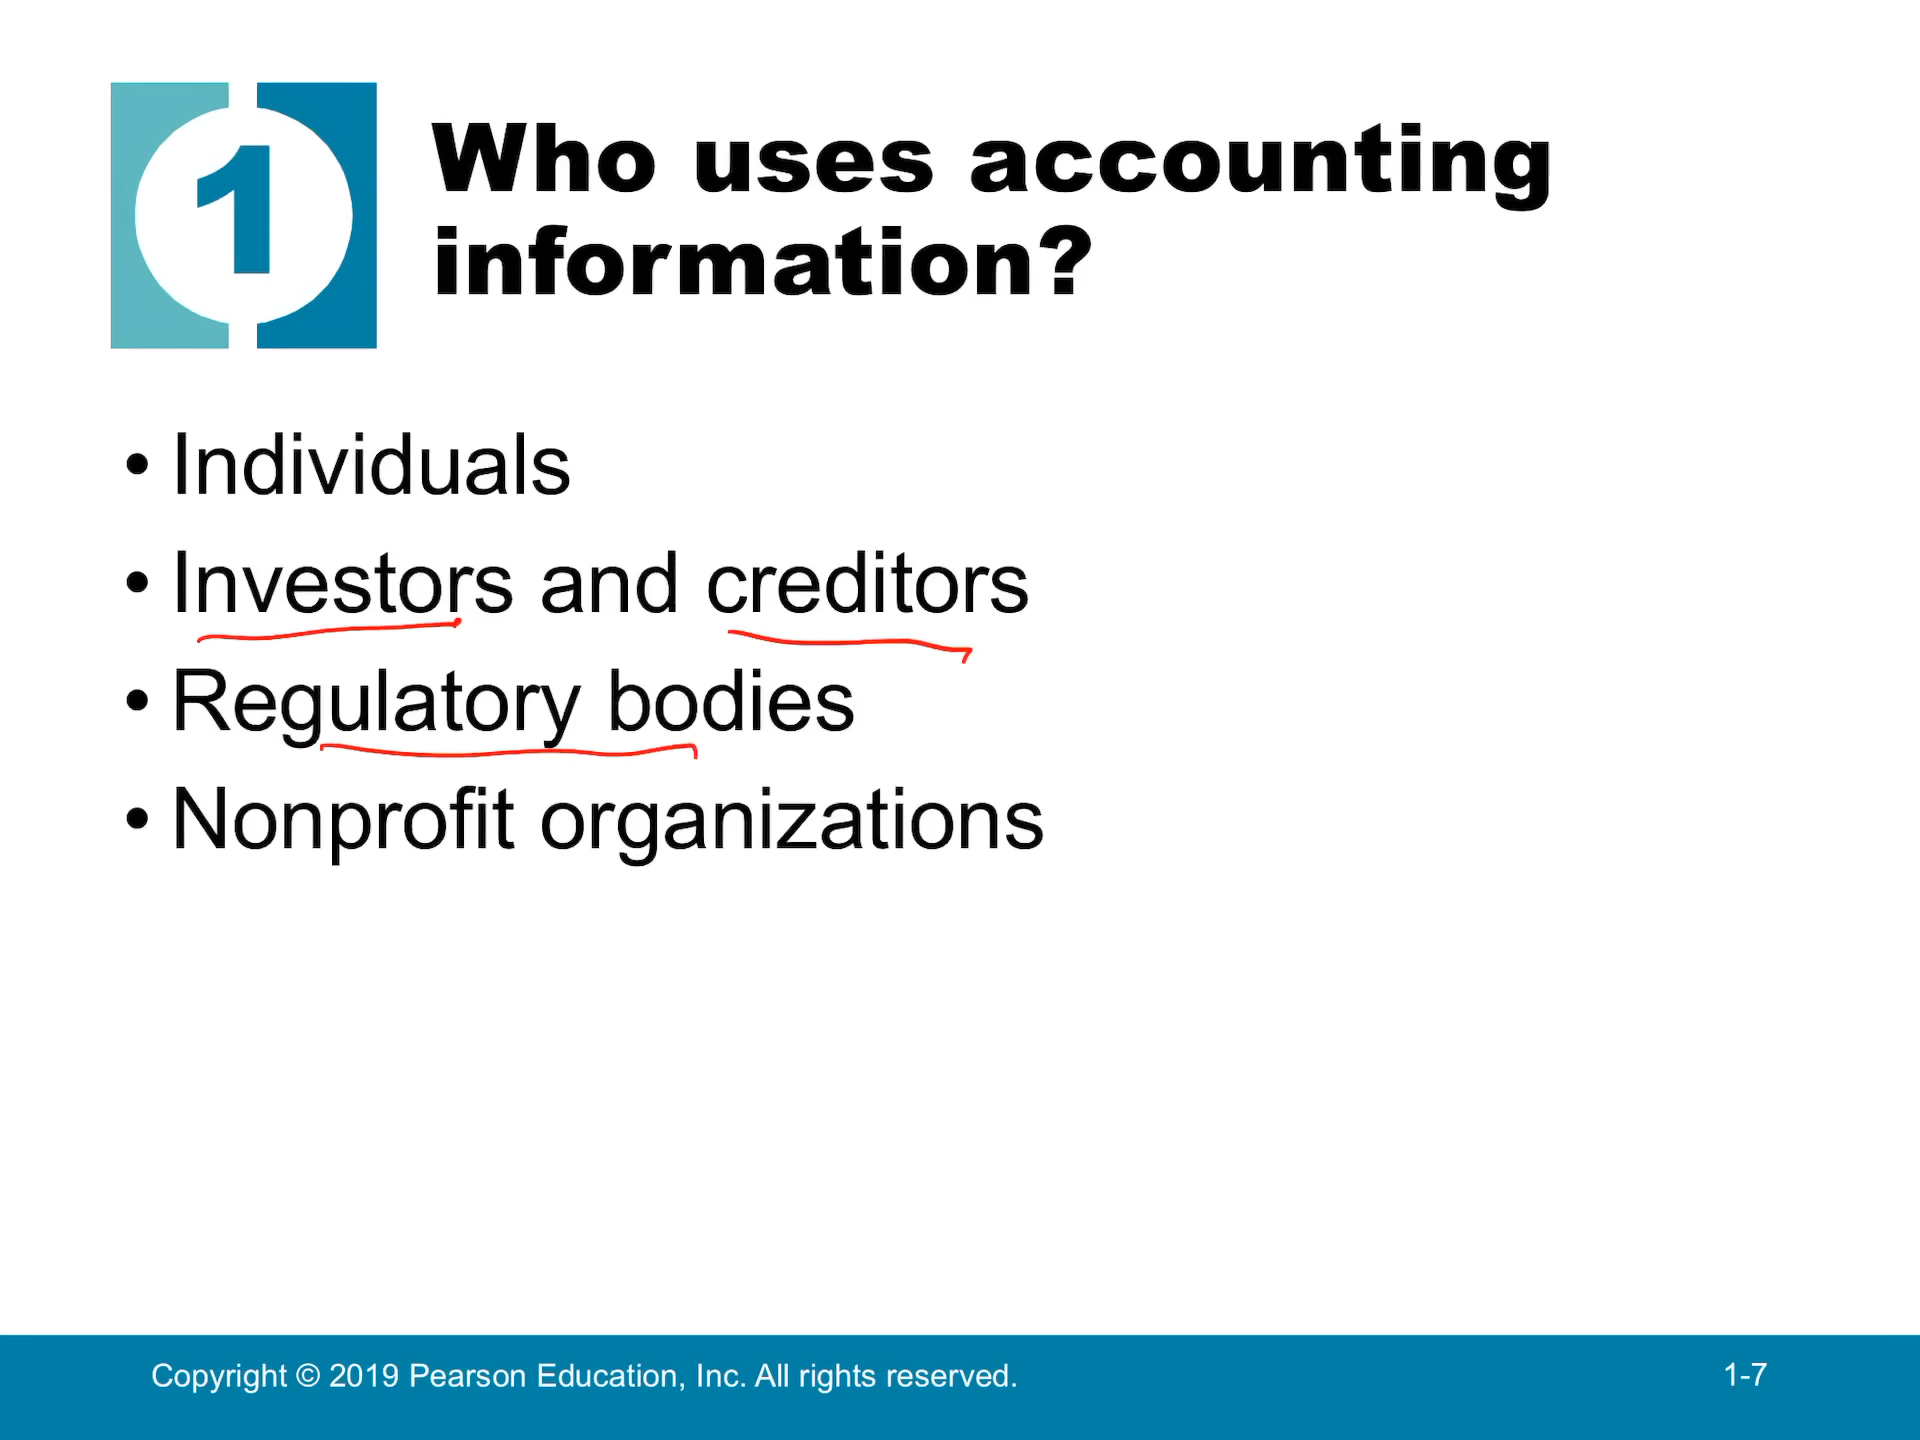 1
Who uses accounting
information?
• Individuals
• Investors and creditors
• Regulatory bodies
• Nonprofit organizations
Copyright © 2019 Pearson Education, Inc. All rights reserved.
1-7